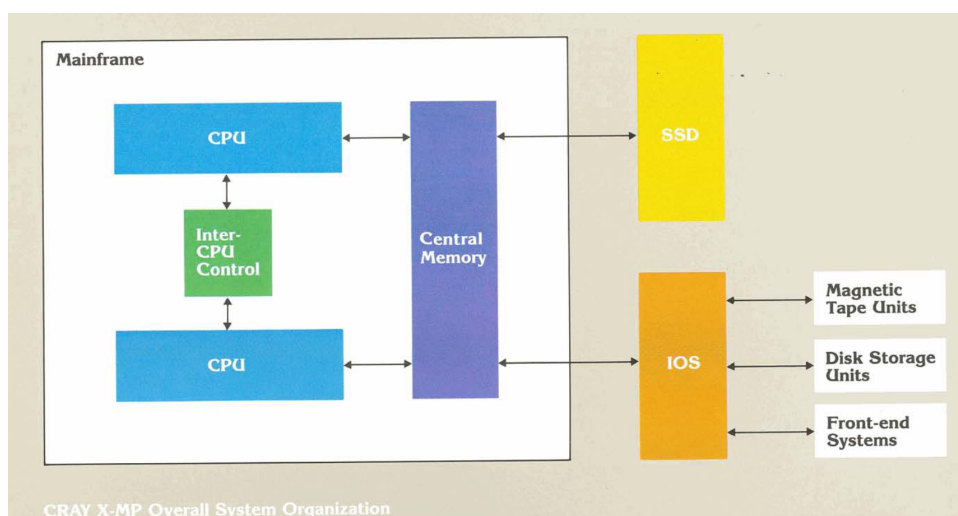 Mainframe
CPU
Inter-
CPU
Control
CPU
Central
Memory
SSD
IOS
Magnetic
Tape Units
Disk Storage
Units
Front-end
Systems
CRAY X-MP Overall System Organization